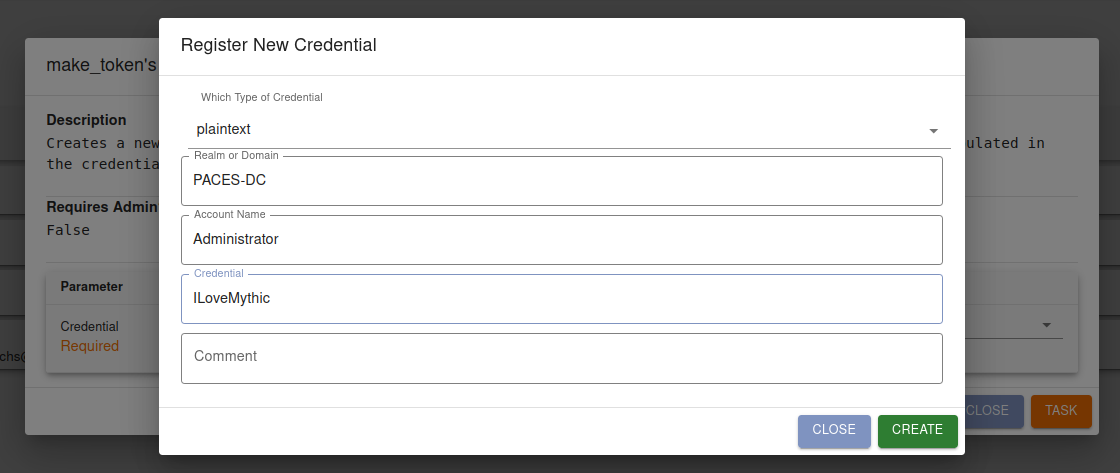 Register New Credential
make_token's
Which Type of Credential
plaintext
Description
Creates a new
ulated in
the credentia
Realm or Domain
PACES-DC
Requires Admin
False
Account Name
Administrator
Credential
ILoveMythic
Parameter
Credential
Required
chs@
Comment
CLOSE
TASK
CLOSE
CREATE